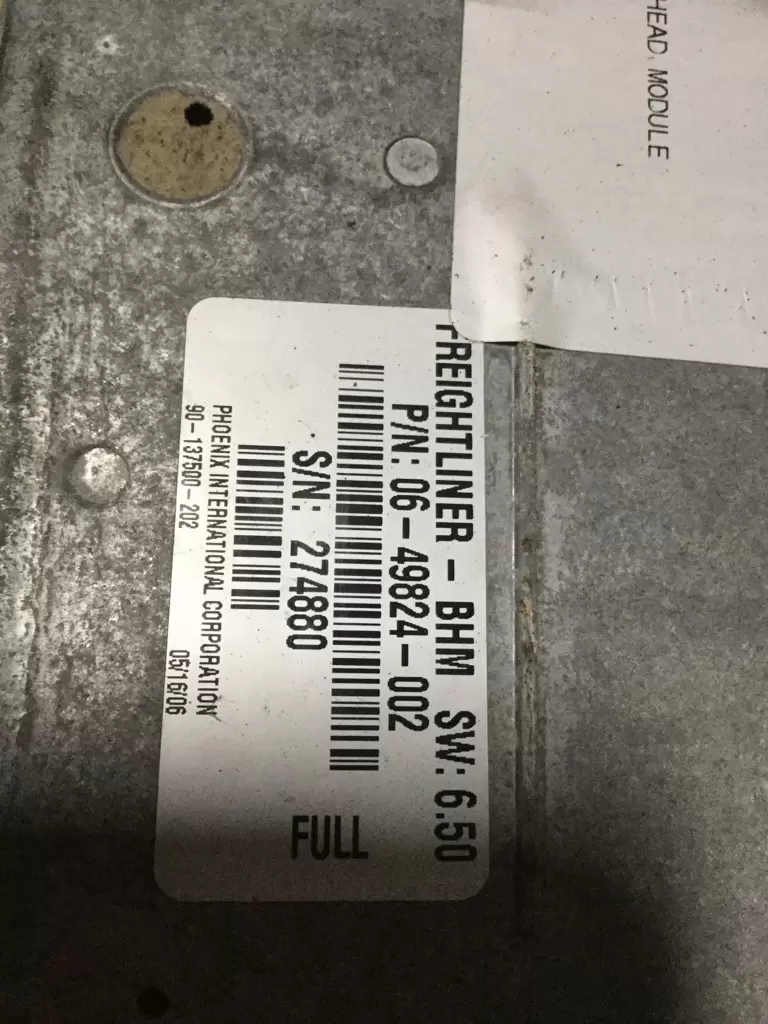 HEAD, MODULE
FREIGHTLINER - BHM SW: 6.50
P/N: 06-49824-002
S/N: 274880
FULL
PHOENIX INTERNATIONAL CORPORATION
90-137500-202 05/16/06